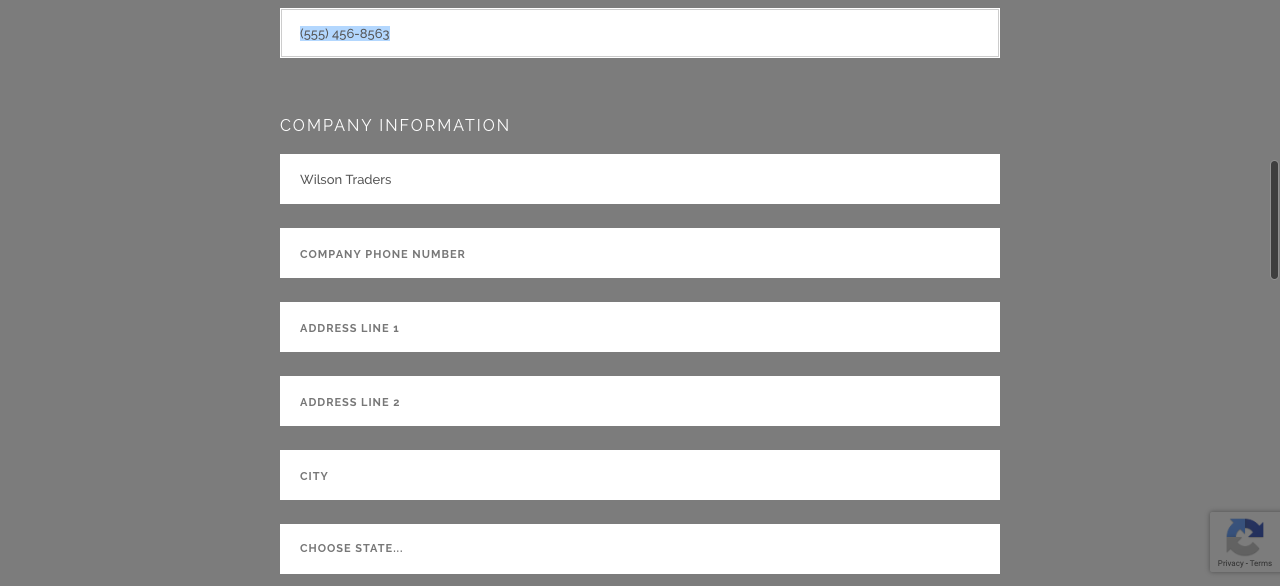 (555) 456-8563
COMPANY INFORMATION
Wilson Traders
COMPANY PHONE NUMBER
ADDRESS LINE 1
ADDRESS LINE 2
CITY
CHOOSE STATE...
Privacy - Terms